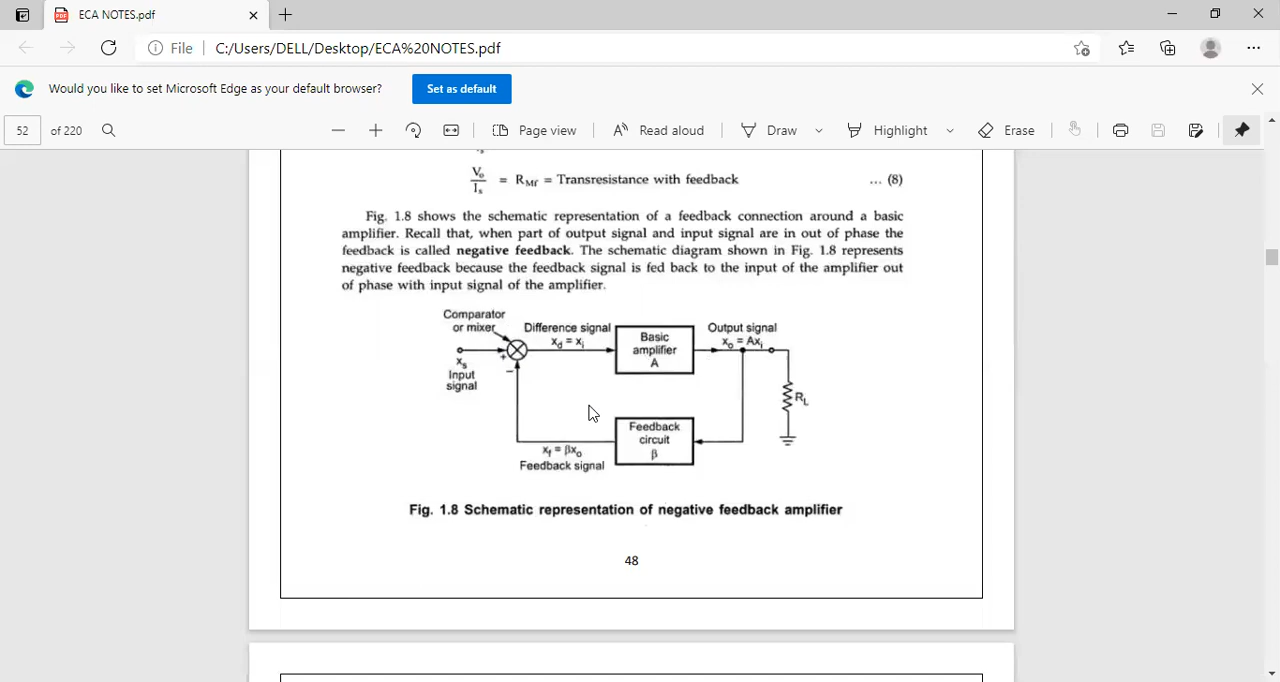 ECA NOTES.pdf
File C:/Users/DELL/Desktop/ECA%20NOTES.pdf
Would you like to set Microsoft Edge as your default browser? Set as default
52 of 220 Page view Read aloud Draw Highlight Erase
Vo
Is
= RMf = Transresistance with feedback ... (8)
Fig. 1.8 shows the schematic representation of a feedback connection around a basic
amplifier. Recall that, when part of output signal and input signal are in out of phase the
feedback is called negative feedback. The schematic diagram shown in Fig. 1.8 represents
negative feedback because the feedback signal is fed back to the input of the amplifier out
of phase with input signal of the amplifier.
Comparator
or mixer
Difference signal
xd = xi
Basic
amplifier
A
Output signal
xo = Axi
+
−
xs
Input
signal
RL
Feedback
circuit
β
xf = βxo
Feedback signal
Fig. 1.8 Schematic representation of negative feedback amplifier
48